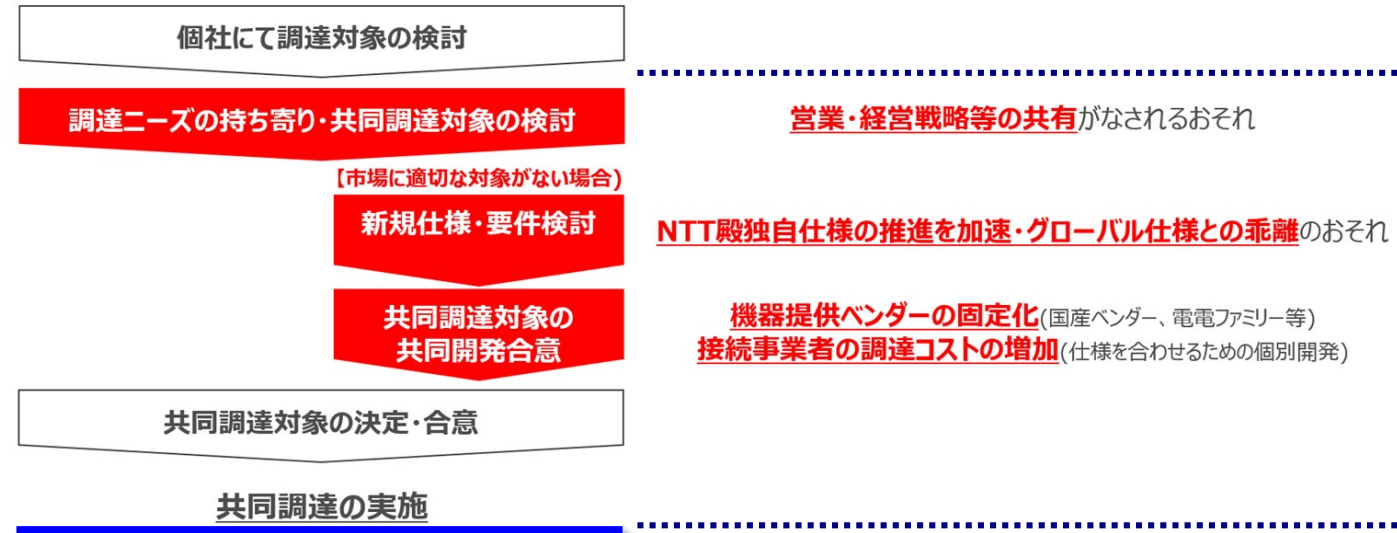 個社にて調達対象の検討
調達ニーズの持ち寄り・共同調達対象の検討
営業・経営戦略等の共有がなされるおそれ
【市場に適切な対象がない場合)
新規仕様・要件検討
NTT殿独自仕様の推進を加速・グローバル仕様との乖離のおそれ
共同調達対象の
共同開発合意
機器提供ベンダーの固定化(国産ベンダー、電電ファミリー等)
接続事業者の調達コストの増加(仕様を合わせるための個別開発)
共同調達対象の決定・合意
共同調達の実施